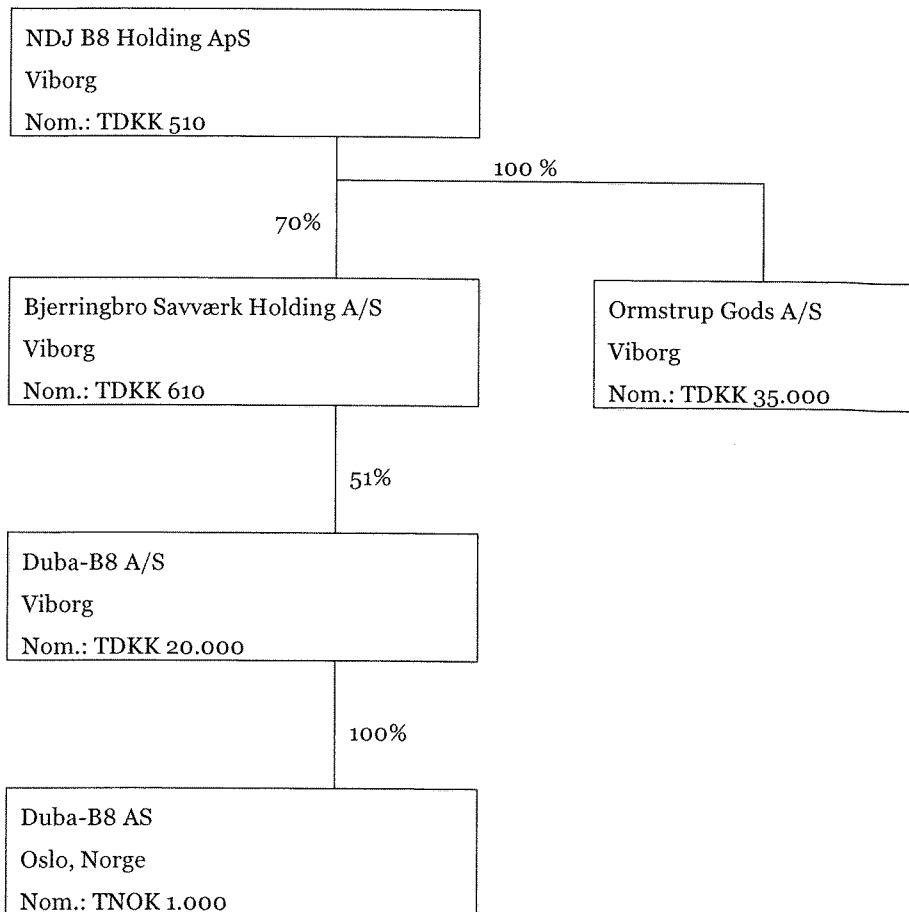 NDJ B8 Holding ApS
Viborg
Nom.: TDKK 510
100 %
70%
Bjerringbro Savværk Holding A/S
Viborg
Nom.: TDKK 610
Ormstrup Gods A/S
Viborg
Nom.: TDKK 35.000
51%
Duba-B8 A/S
Viborg
Nom.: TDKK 20.000
100%
Duba-B8 AS
Oslo, Norge
Nom.: TNOK 1.000